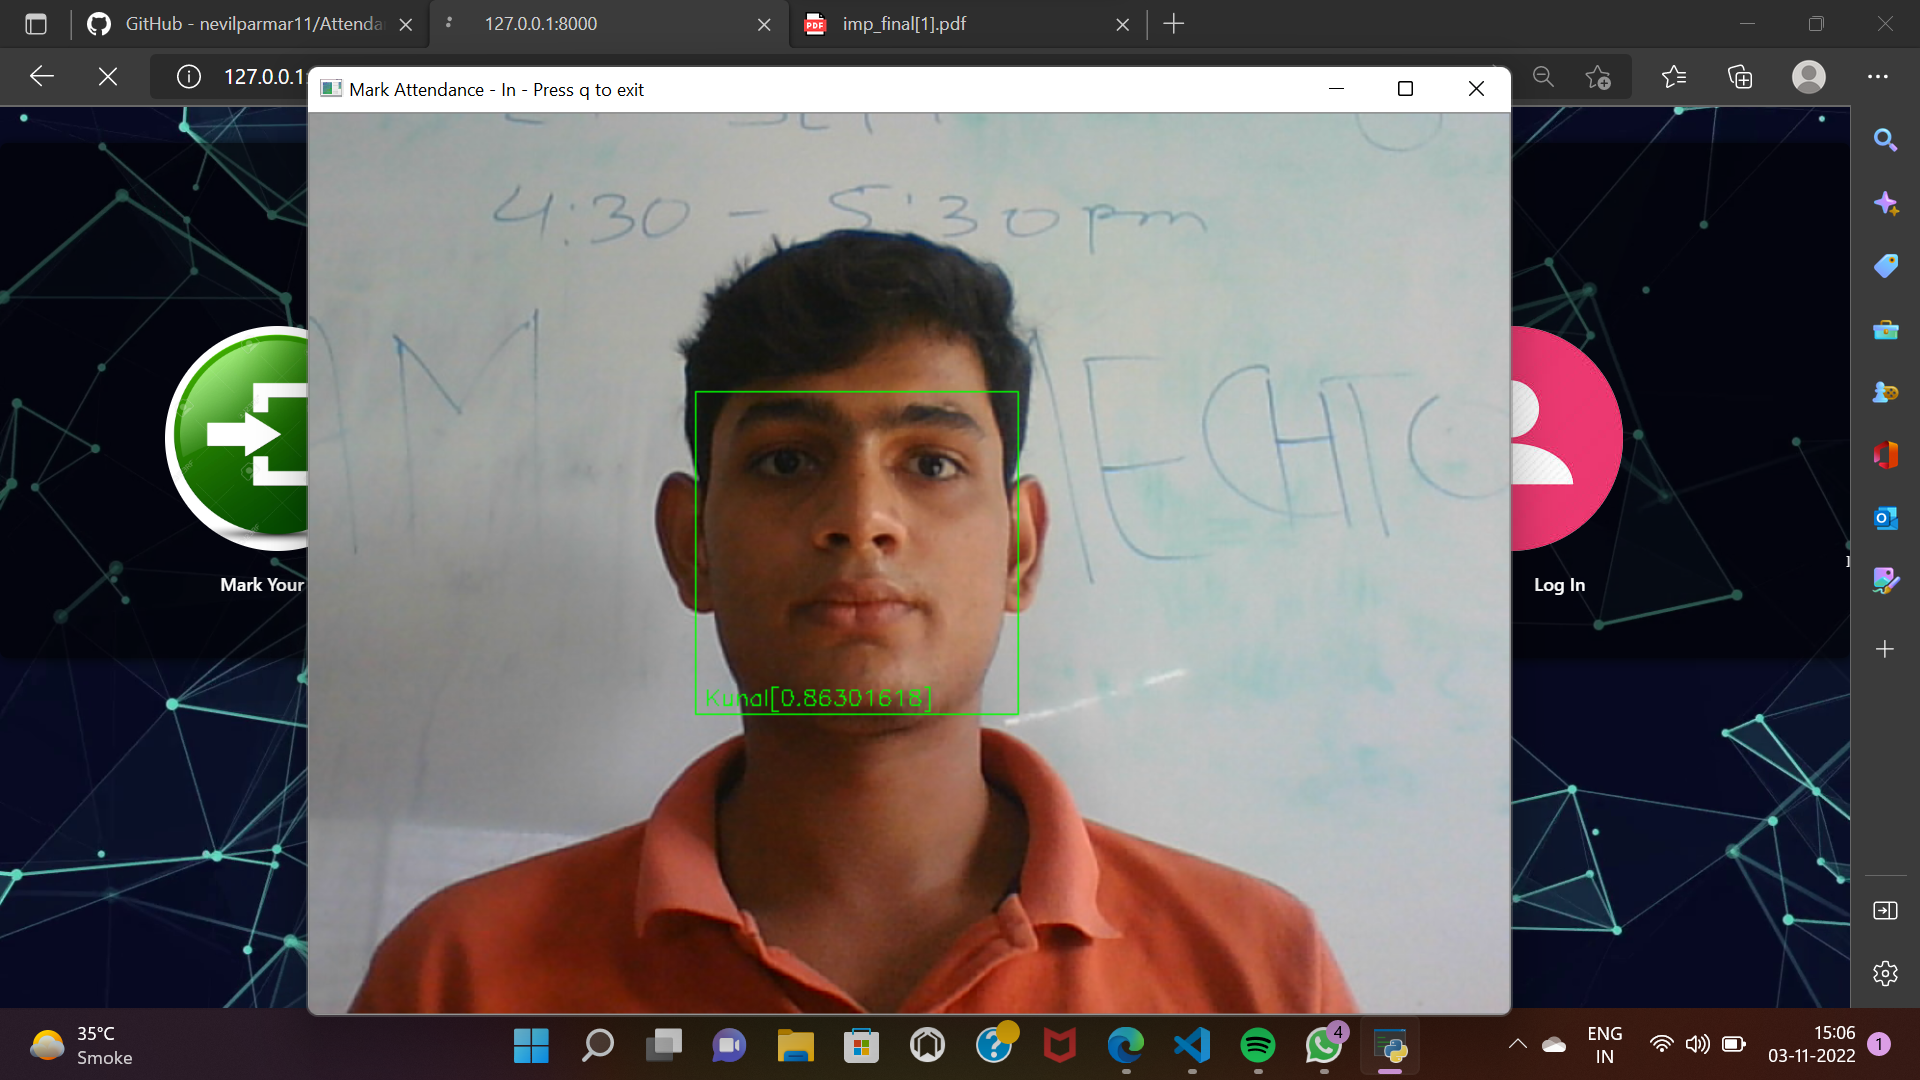 GitHub - nevilparmar11/Attenda
127.0.0.1:8000
PDF
imp_final[1].pdf
127.0.0.1:
Mark Attendance - In - Press q to exit
4:30 - 5:30 pm
MECHTO
Kunal[0.86301618]
Mark Your
Log In
35°C
Smoke
4
ENG
IN
15:06
03-11-2022
1